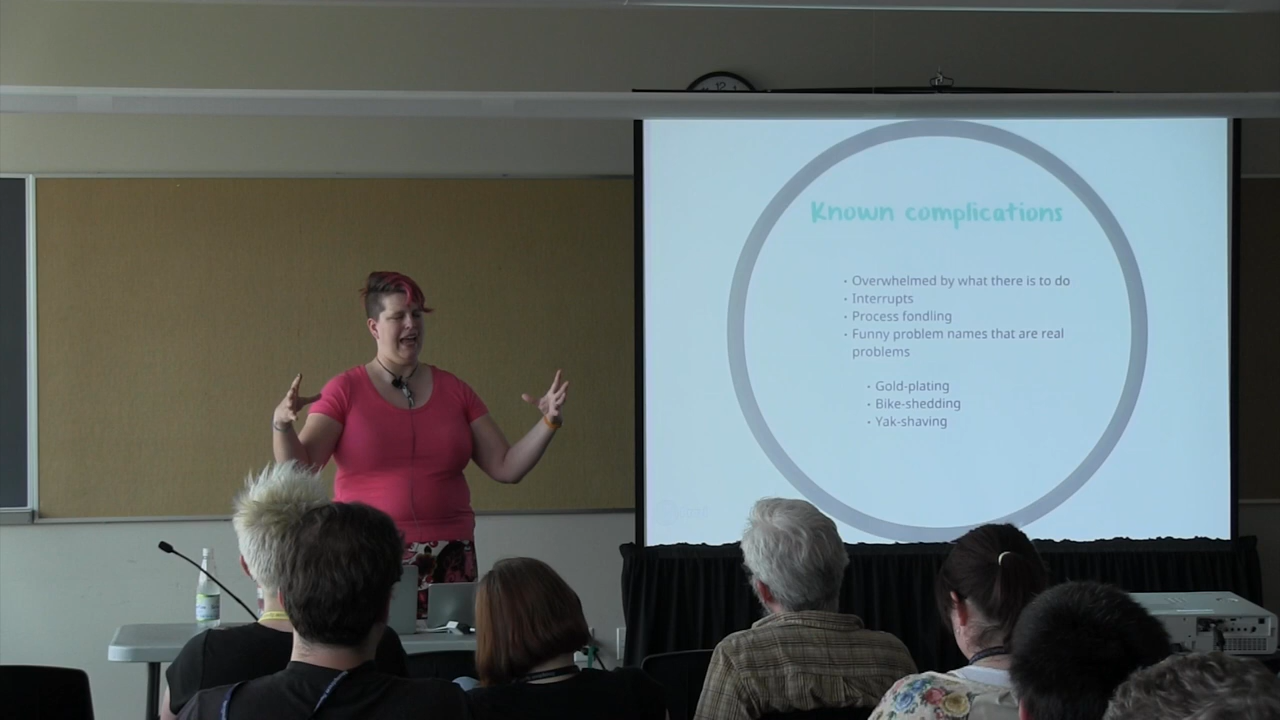 12
Known complications
· Overwhelmed by what there is to do
· Interrupts
· Process fondling
· Funny problem names that are real
problems
· Gold-plating
· Bike-shedding
· Yak-shaving